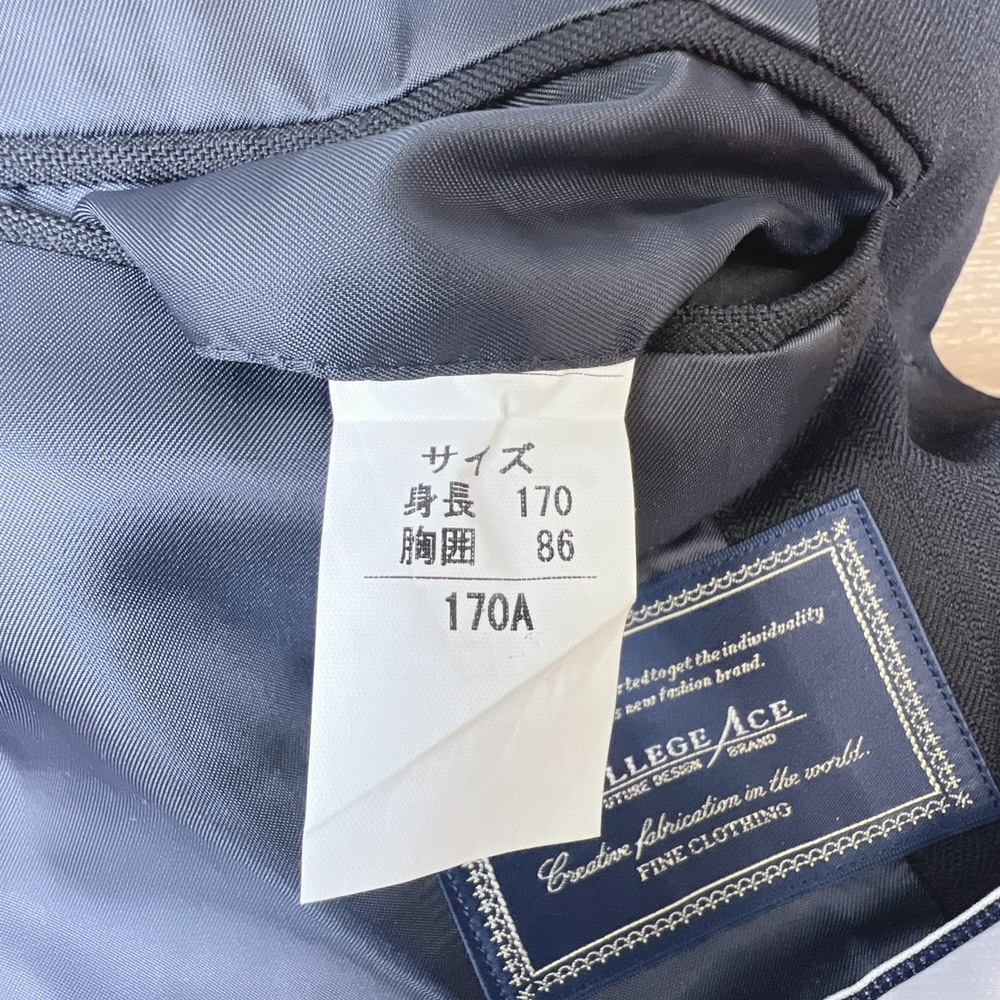 サイズ
身長 170
胸囲 86
170A
rted to get the individuality
new fashion brand.
LLEGE ACE
UTURE DESIGN BRAND
Creative fabrication in the world.
FINE CLOTHING